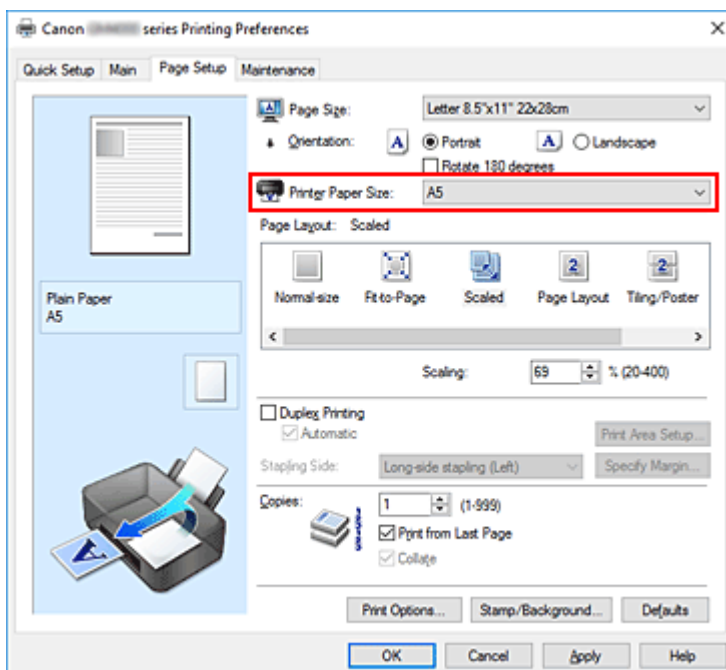 Canon series Printing Preferences
Quick Setup Main Page Setup Maintenance
Page Size: Letter 8.5"x11" 22x28cm
Orientation: A Portrait A Landscape
Rotate 180 degrees
Printer Paper Size: A5
Page Layout: Scaled
Normal-size Fit-to-Page Scaled Page Layout Tiling/Poster
Plain Paper
A5
Scaling: 69 % (20-400)
Duplex Printing
Automatic
Print Area Setup...
Stapling Side: Long-side stapling (Left) Specify Margin...
Copies: 1 (1-999)
Print from Last Page
Collate
Print Options... Stamp/Background... Defaults
OK Cancel Apply Help